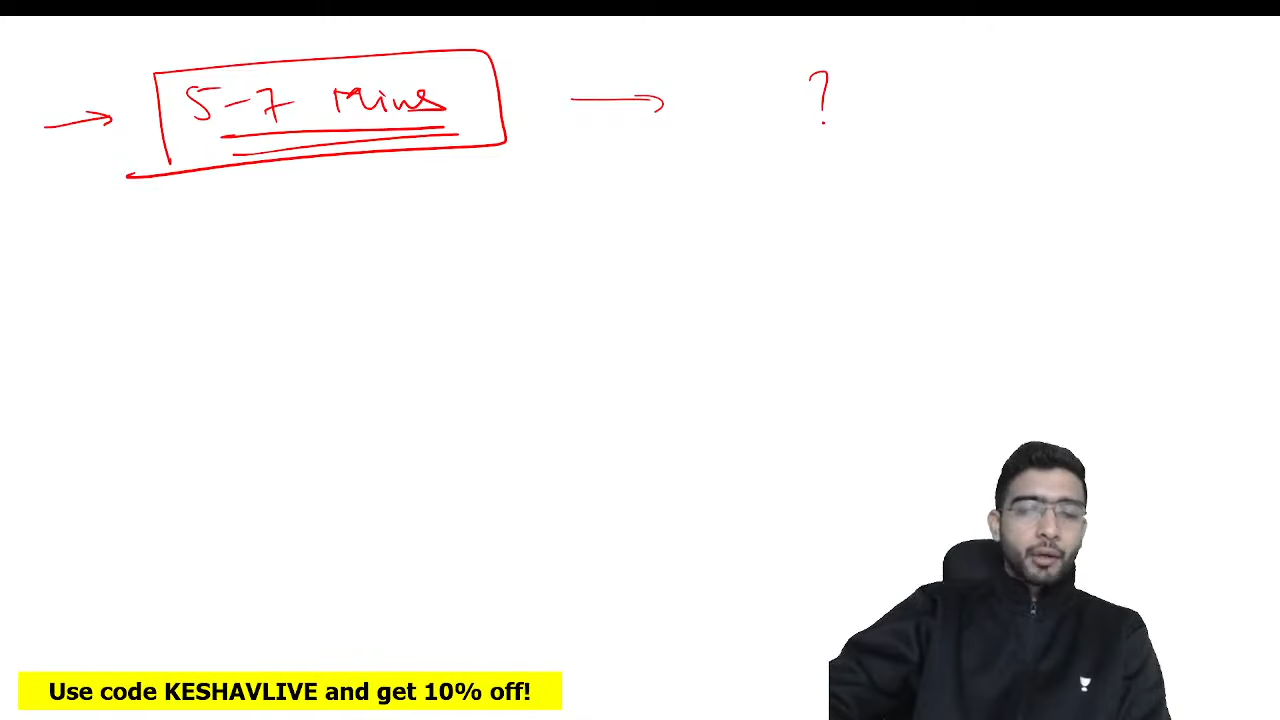 → 5-7 Mins → ?
Use code KESHAVLIVE and get 10% off!